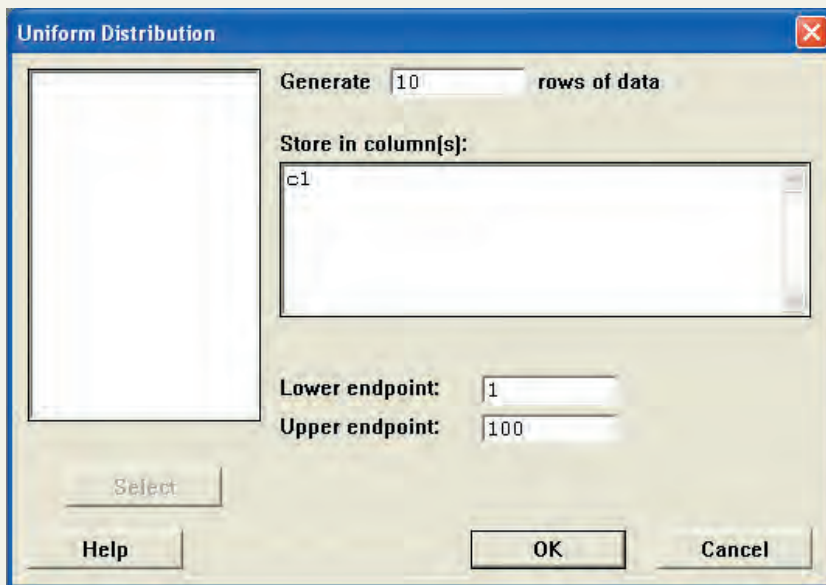 Uniform Distribution
Generate 10 rows of data
Store in column(s):
c1
Lower endpoint: 1
Upper endpoint: 100
Select
Help OK Cancel